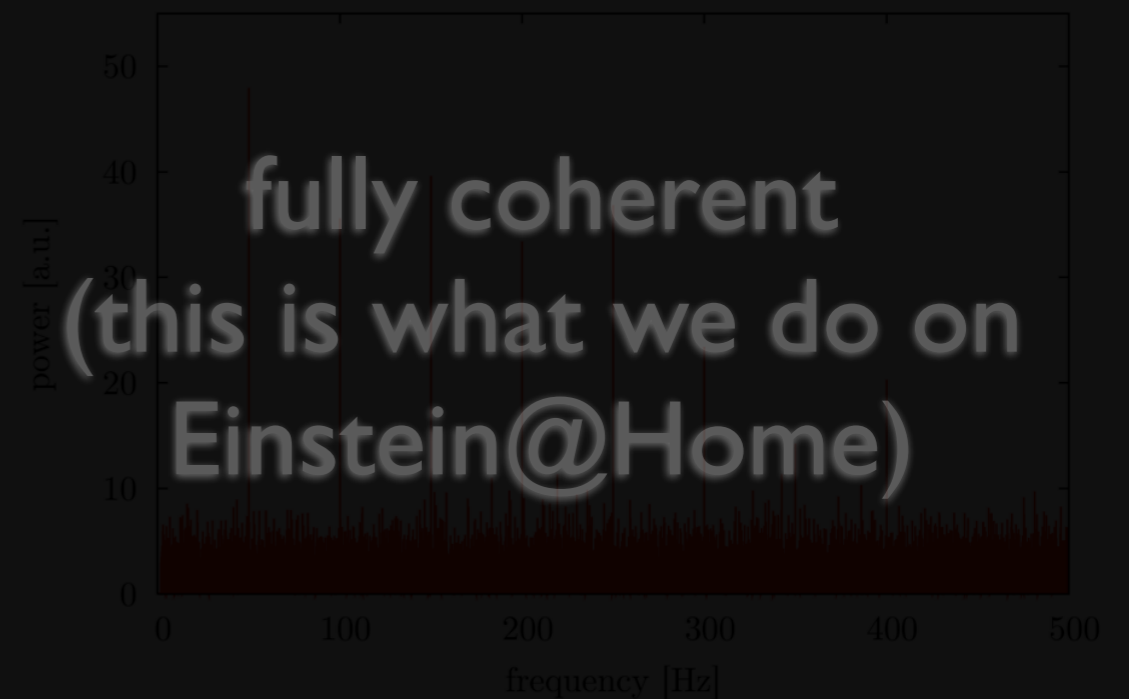 50
40
30
20
10
0
power [a.u.]
fully coherent
(this is what we do on
Einstein@Home)
0 100 200 300 400 500
frequency [Hz]